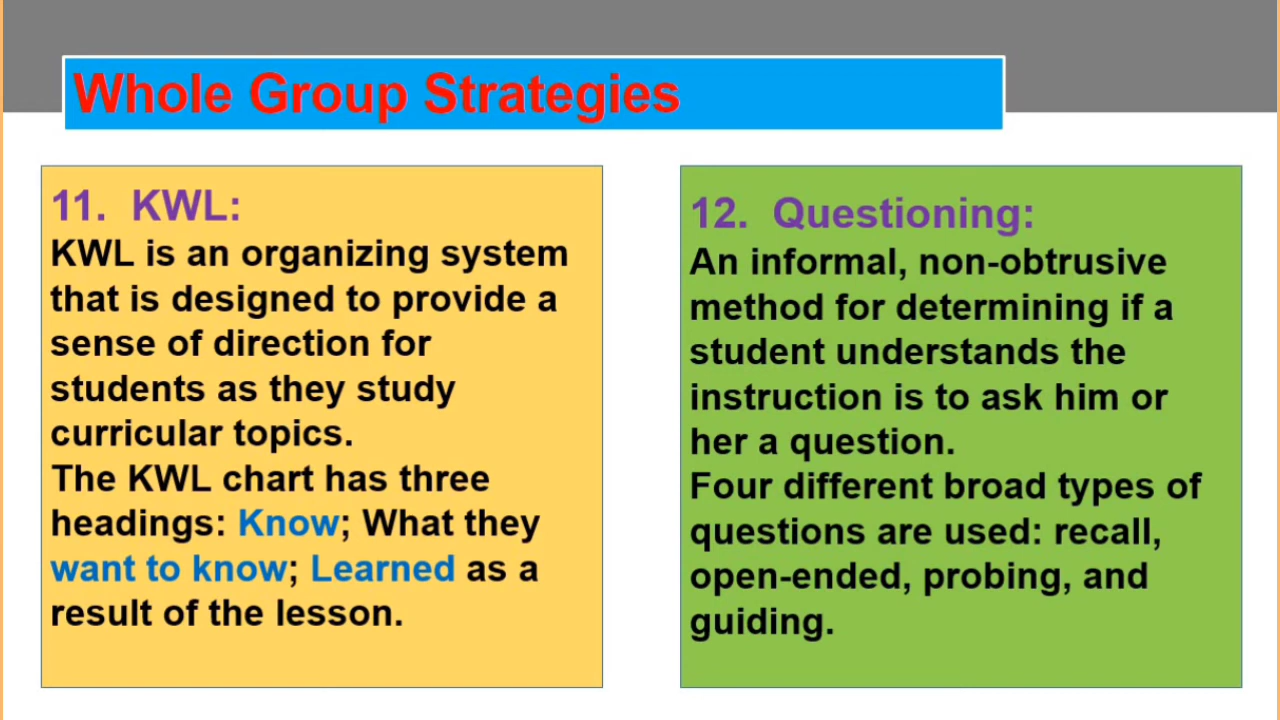 Whole Group Strategies
11. KWL:
KWL is an organizing system
that is designed to provide a
sense of direction for
students as they study
curricular topics.
The KWL chart has three
headings: Know; What they
want to know; Learned as a
result of the lesson.
12. Questioning:
An informal, non-obtrusive
method for determining if a
student understands the
instruction is to ask him or
her a question.
Four different broad types of
questions are used: recall,
open-ended, probing, and
guiding.